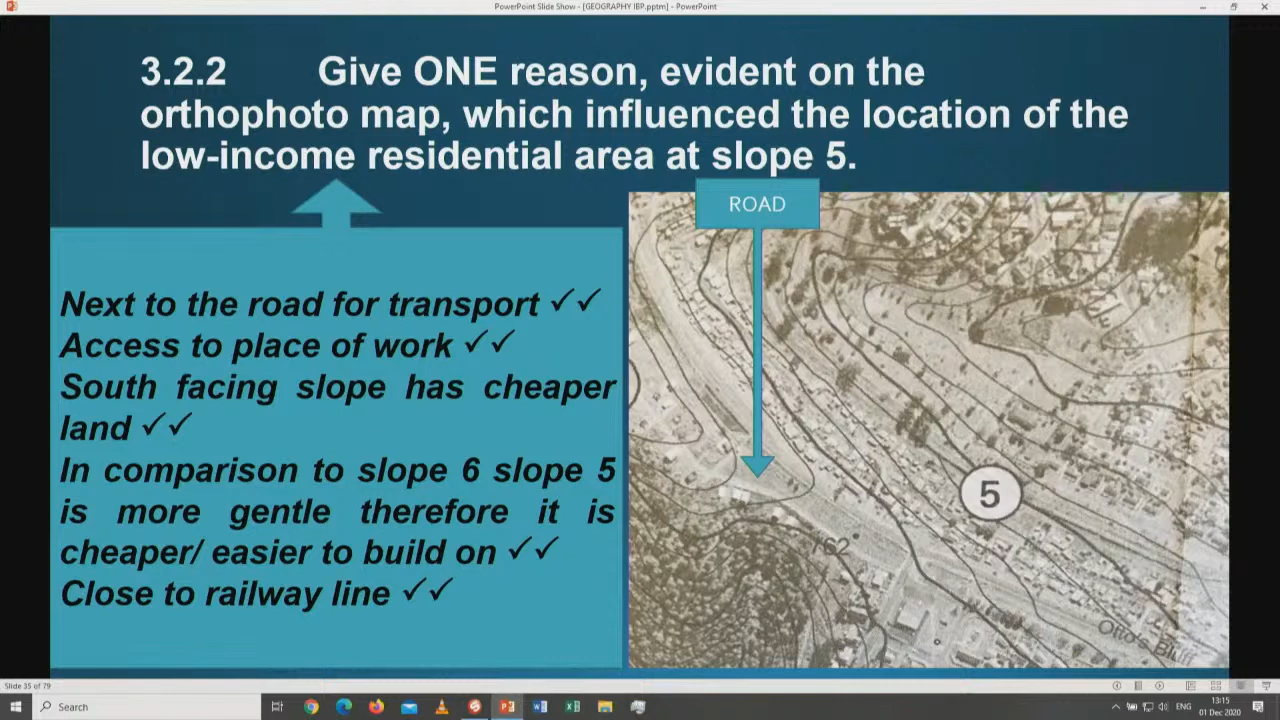 PowerPoint Slide Show - [GEOGRAPHY IBP.pptm] - PowerPoint
3.2.2 Give ONE reason, evident on the
orthophoto map, which influenced the location of the
low-income residential area at slope 5.
ROAD
Next to the road for transport ✓✓
Access to place of work ✓✓
South facing slope has cheaper
land ✓✓
In comparison to slope 6 slope 5
is more gentle therefore it is
cheaper/ easier to build on ✓✓
Close to railway line ✓✓
5
Otto's Bluff
Slide 35 of 79
Search
ENG
13:15
01 Dec 2020